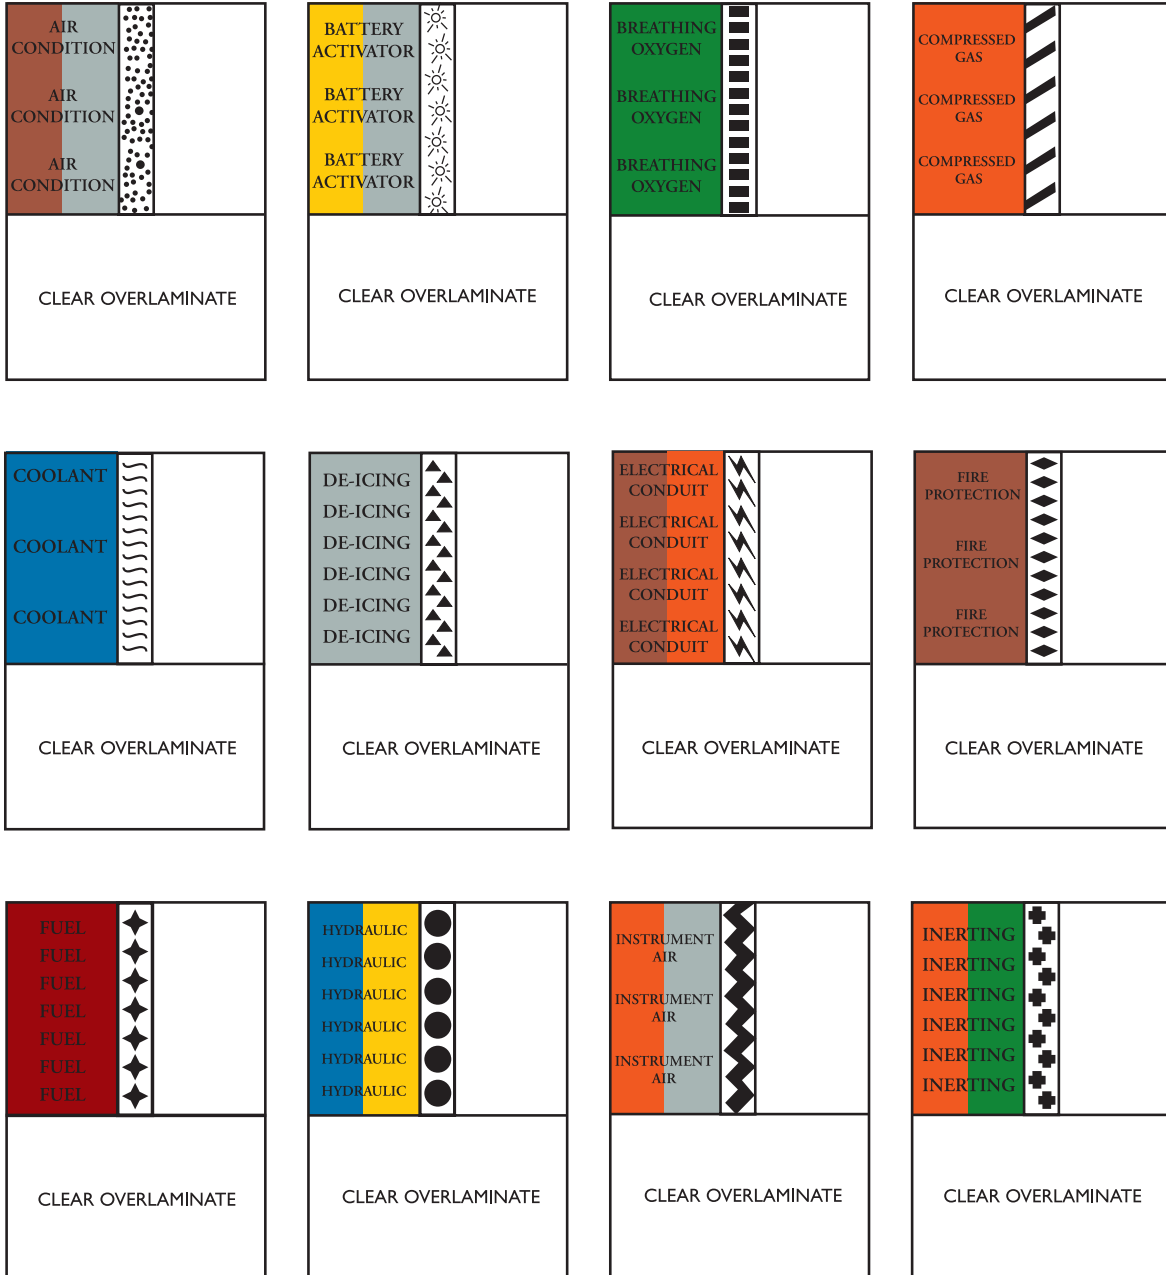 AIR
CONDITION
AIR
CONDITION
AIR
CONDITION
CLEAR OVERLAMINATE
BATTERY
ACTIVATOR
BATTERY
ACTIVATOR
BATTERY
ACTIVATOR
CLEAR OVERLAMINATE
BREATHING
OXYGEN
BREATHING
OXYGEN
BREATHING
OXYGEN
CLEAR OVERLAMINATE
COMPRESSED
GAS
COMPRESSED
GAS
COMPRESSED
GAS
CLEAR OVERLAMINATE
COOLANT
COOLANT
COOLANT
CLEAR OVERLAMINATE
DE-ICING
DE-ICING
DE-ICING
DE-ICING
DE-ICING
DE-ICING
CLEAR OVERLAMINATE
ELECTRICAL
CONDUIT
ELECTRICAL
CONDUIT
ELECTRICAL
CONDUIT
ELECTRICAL
CONDUIT
CLEAR OVERLAMINATE
FIRE
PROTECTION
FIRE
PROTECTION
FIRE
PROTECTION
CLEAR OVERLAMINATE
FUEL
FUEL
FUEL
FUEL
FUEL
FUEL
FUEL
CLEAR OVERLAMINATE
HYDRAULIC
HYDRAULIC
HYDRAULIC
HYDRAULIC
HYDRAULIC
HYDRAULIC
CLEAR OVERLAMINATE
INSTRUMENT
AIR
INSTRUMENT
AIR
INSTRUMENT
AIR
CLEAR OVERLAMINATE
INERTING
INERTING
INERTING
INERTING
INERTING
INERTING
CLEAR OVERLAMINATE